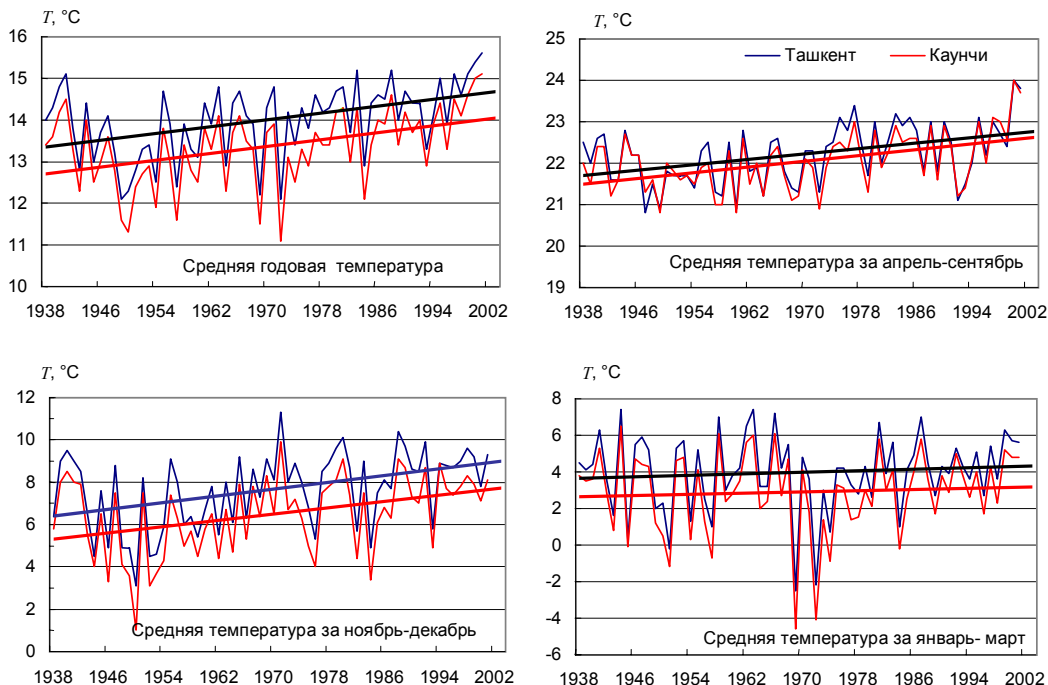 T, °C
16
15
14
13
12
11
10
Средняя годовая температура
1938 1946 1954 1962 1970 1978 1986 1994 2002
T, °C
25
24
23
22
21
20
19
Ташкент Каунчи
Средняя температура за апрель-сентябрь
1938 1946 1954 1962 1970 1978 1986 1994 2002
T, °C
12
10
8
6
4
2
0
Средняя температура за ноябрь-декабрь
1938 1946 1954 1962 1970 1978 1986 1994 2002
T, °C
8
6
4
2
0
-2
-4
-6
Средняя температура за январь- март
1938 1946 1954 1962 1970 1978 1986 1994 2002